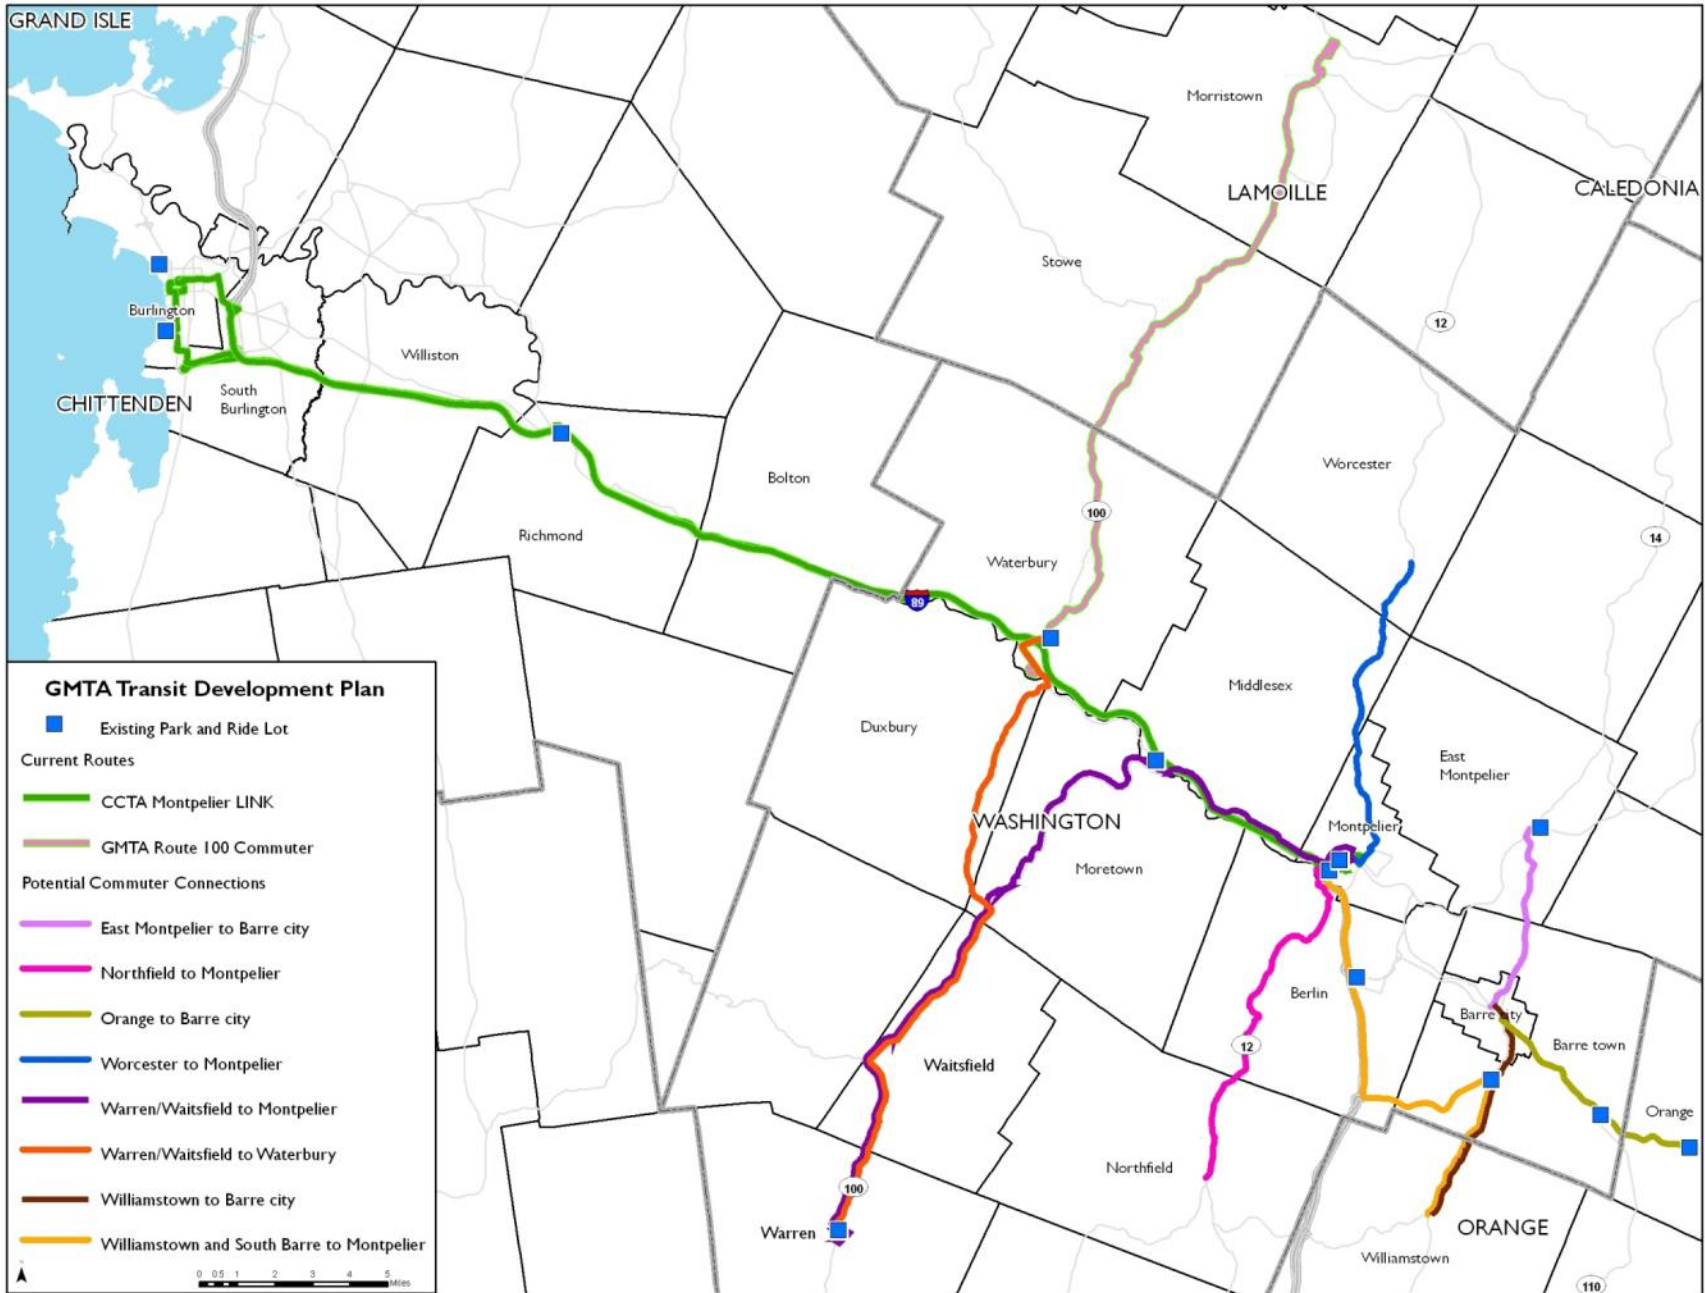 GRAND ISLE
Morristown
LAMOILLE
CALEDONIA
Stowe
Burlington
12
Williston
CHITTENDEN
South
Burlington
Worcester
Bolton
100
Richmond
14
Waterbury
89
Middlesex
Duxbury
East
Montpelier
WASHINGTON
Montpelier
Moretown
Berlin
Barre city
12
Barre town
Waitsfield
Orange
Northfield
100
Warren
ORANGE
Williamstown
110
GMTA Transit Development Plan
Existing Park and Ride Lot
Current Routes
CCTA Montpelier LINK
GMTA Route 100 Commuter
Potential Commuter Connections
East Montpelier to Barre city
Northfield to Montpelier
Orange to Barre city
Worcester to Montpelier
Warren/Waitsfield to Montpelier
Warren/Waitsfield to Waterbury
Williamstown to Barre city
Williamstown and South Barre to Montpelier
0 0.5 1 2 3 4 5
Miles